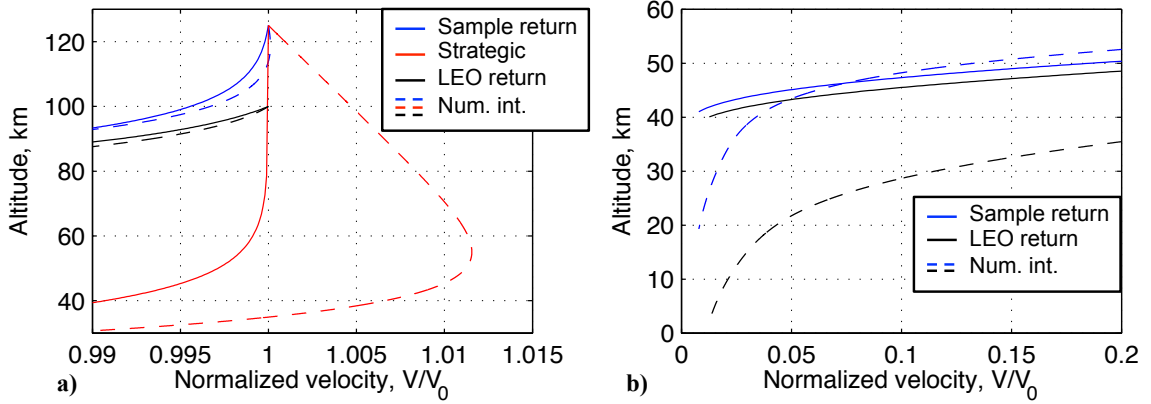 120
100
80
60
40
0.99
0.995
1
1.005
1.01
1.015
Altitude, km
Normalized velocity, V/V0
a)
Sample return
Strategic
LEO return
Num. int.
60
50
40
30
20
10
0
0
0.05
0.1
0.15
0.2
Altitude, km
Normalized velocity, V/V0
b)
Sample return
LEO return
Num. int.